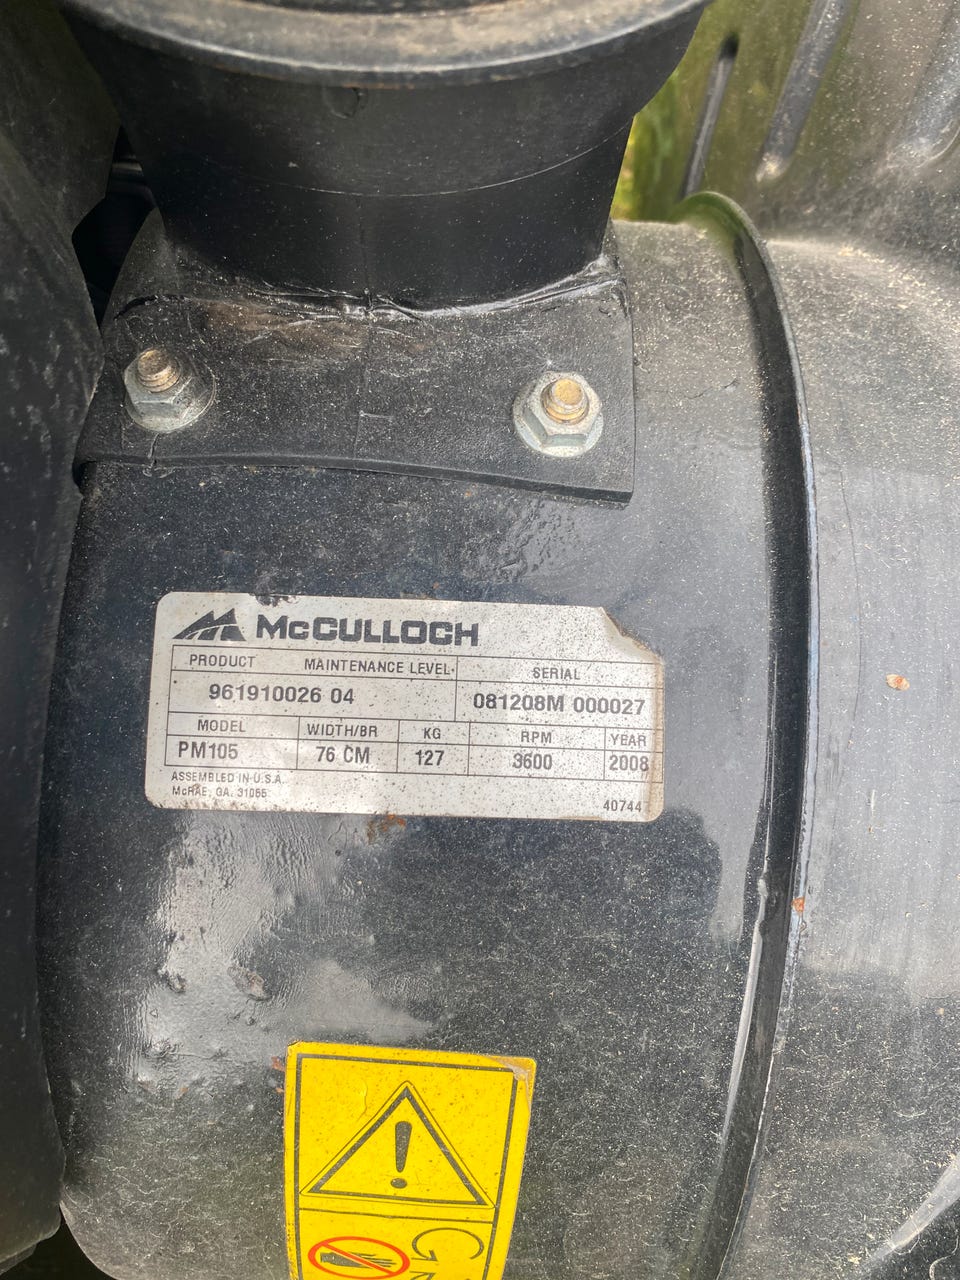 McCULLOCH
PRODUCT MAINTENANCE LEVEL SERIAL
961910026 04 081208M 000027
MODEL WIDTH/BR KG RPM YEAR
PM105 76 CM 127 3600 2008
ASSEMBLED IN U.S.A.
McRAE, GA. 31055